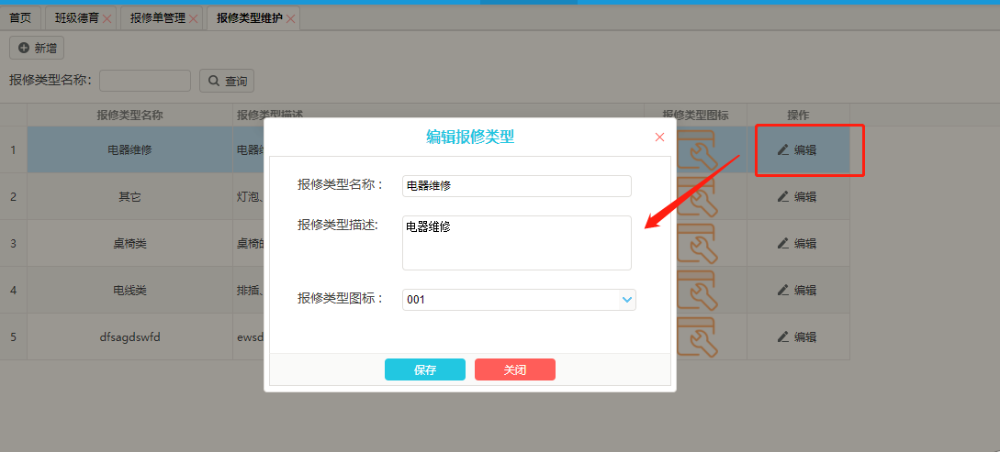 首页 班级德育 报修单管理 报修类型维护
新增
报修类型名称： 查询
报修类型名称 报修类型描述 报修类型图标 操作
1 电器维修 电器 编辑
2 其它 灯泡、 编辑
3 桌椅类 桌椅 编辑
4 电线类 排插、 编辑
5 dfsagdswfd ewsd 编辑
编辑报修类型
报修类型名称： 电器维修
报修类型描述: 电器维修
报修类型图标： 001
保存 关闭